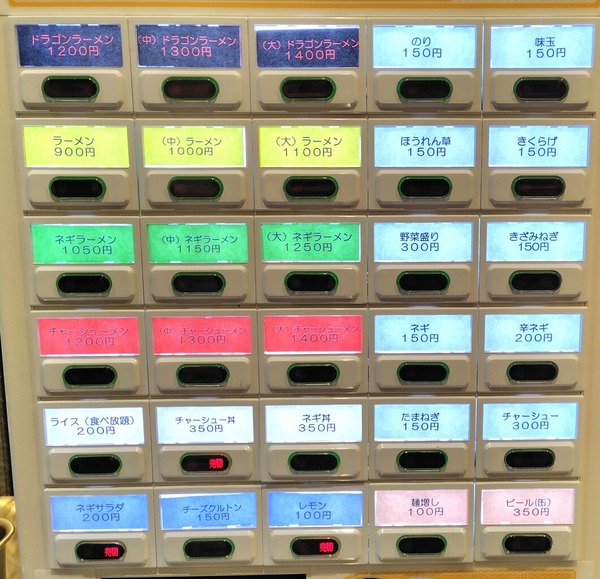 ドラゴンラーメン
1200円
(中)ドラゴンラーメン
1300円
(大)ドラゴンラーメン
1400円
のり
150円
味玉
150円
ラーメン
900円
(中)ラーメン
1000円
(大)ラーメン
1100円
ほうれん草
150円
きくらげ
150円
ネギラーメン
1050円
(中)ネギラーメン
1150円
(大)ネギラーメン
1250円
野菜盛り
300円
きざみねぎ
150円
チャーシューメン
1200円
(中)チャーシューメン
1300円
(大)チャーシューメン
1400円
ネギ
150円
辛ネギ
200円
ライス(食べ放題)
200円
チャーシュー丼
350円
売切
ネギ丼
350円
たまねぎ
150円
チャーシュー
300円
ネギサラダ
200円
売切
チーズクルトン
150円
レモン
100円
売切
麺増し
100円
ビール(缶)
350円